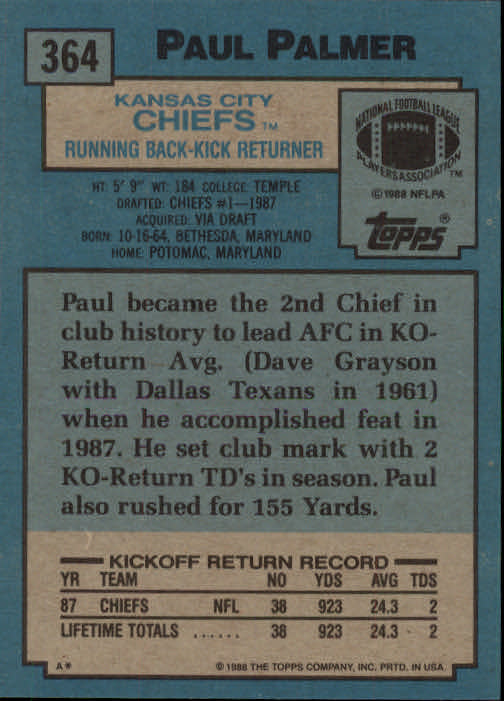 364
PAUL PALMER
KANSAS CITY
CHIEFS TM
RUNNING BACK-KICK RETURNER
NATIONAL FOOTBALL LEAGUE
PLAYERS ASSOCIATION TM
© 1988 NFLPA
topps ®
HT: 5' 9" WT: 184 COLLEGE: TEMPLE
DRAFTED: CHIEFS #1—1987
ACQUIRED: VIA DRAFT
BORN: 10-16-64, BETHESDA, MARYLAND
HOME: POTOMAC, MARYLAND
Paul became the 2nd Chief in
club history to lead AFC in KO-
Return Avg. (Dave Grayson
with Dallas Texans in 1961)
when he accomplished feat in
1987. He set club mark with 2
KO-Return TD's in season. Paul
also rushed for 155 Yards.
KICKOFF RETURN RECORD
YR TEAM NO YDS AVG TDS
87 CHIEFS NFL 38 923 24.3 2
LIFETIME TOTALS ...... 38 923 24.3 2
A* © 1988 THE TOPPS COMPANY, INC. PRTD. IN USA.